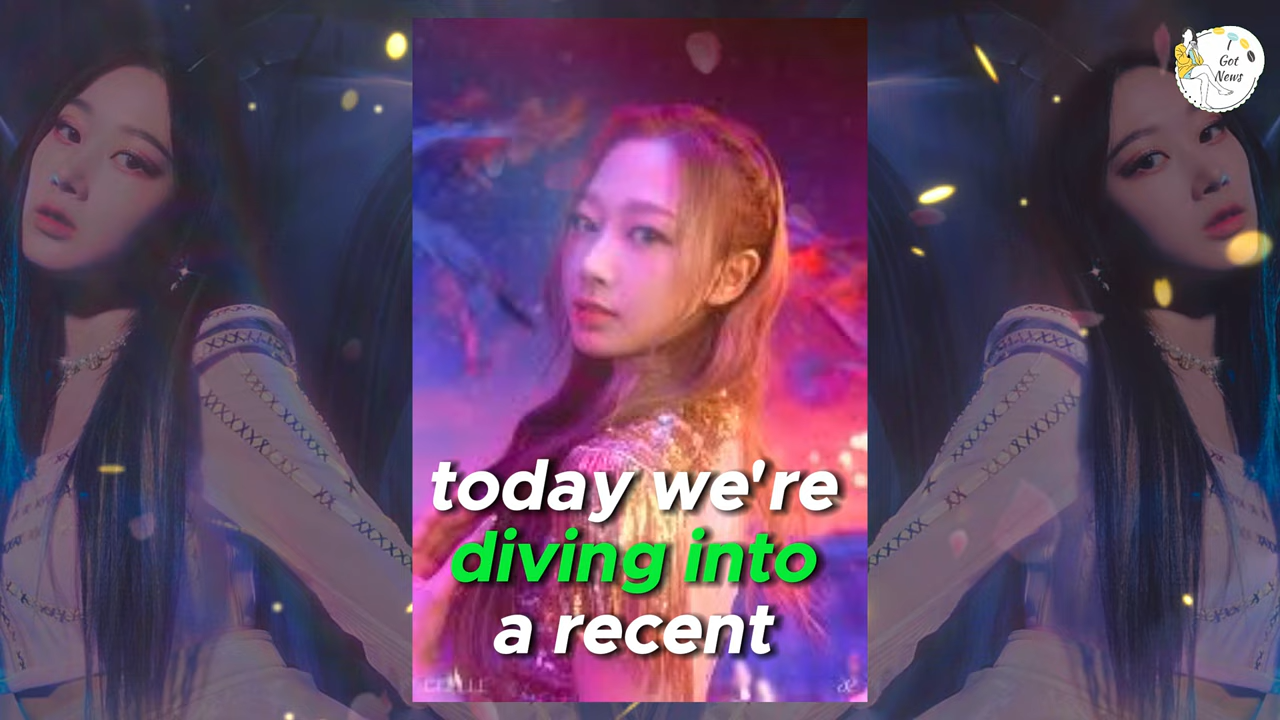 I
Got
News
today we're
diving into
a recent